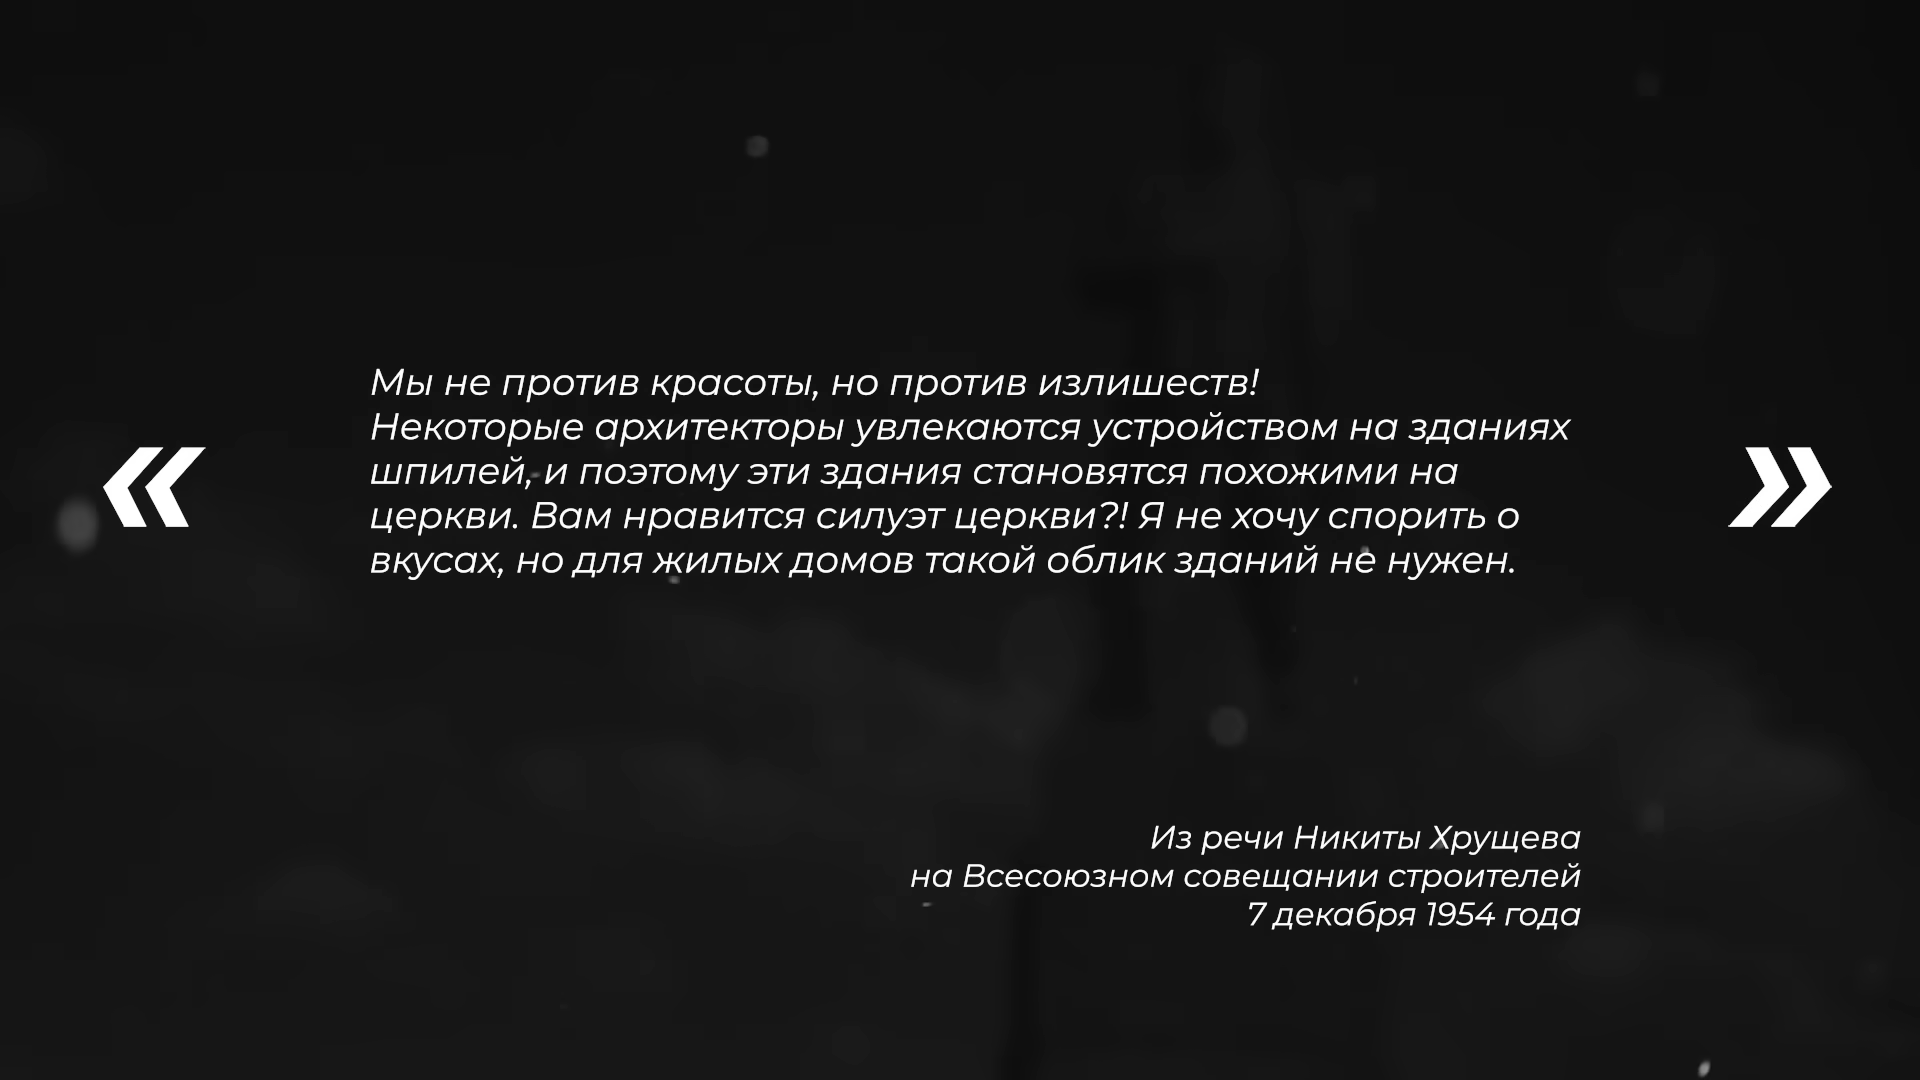 Мы не против красоты, но против излишеств!
Некоторые архитекторы увлекаются устройством на зданиях
« шпилей, и поэтому эти здания становятся похожими на »
церкви. Вам нравится силуэт церкви?! Я не хочу спорить о
вкусах, но для жилых домов такой облик зданий не нужен.
Из речи Никиты Хрущева
на Всесоюзном совещании строителей
7 декабря 1954 года